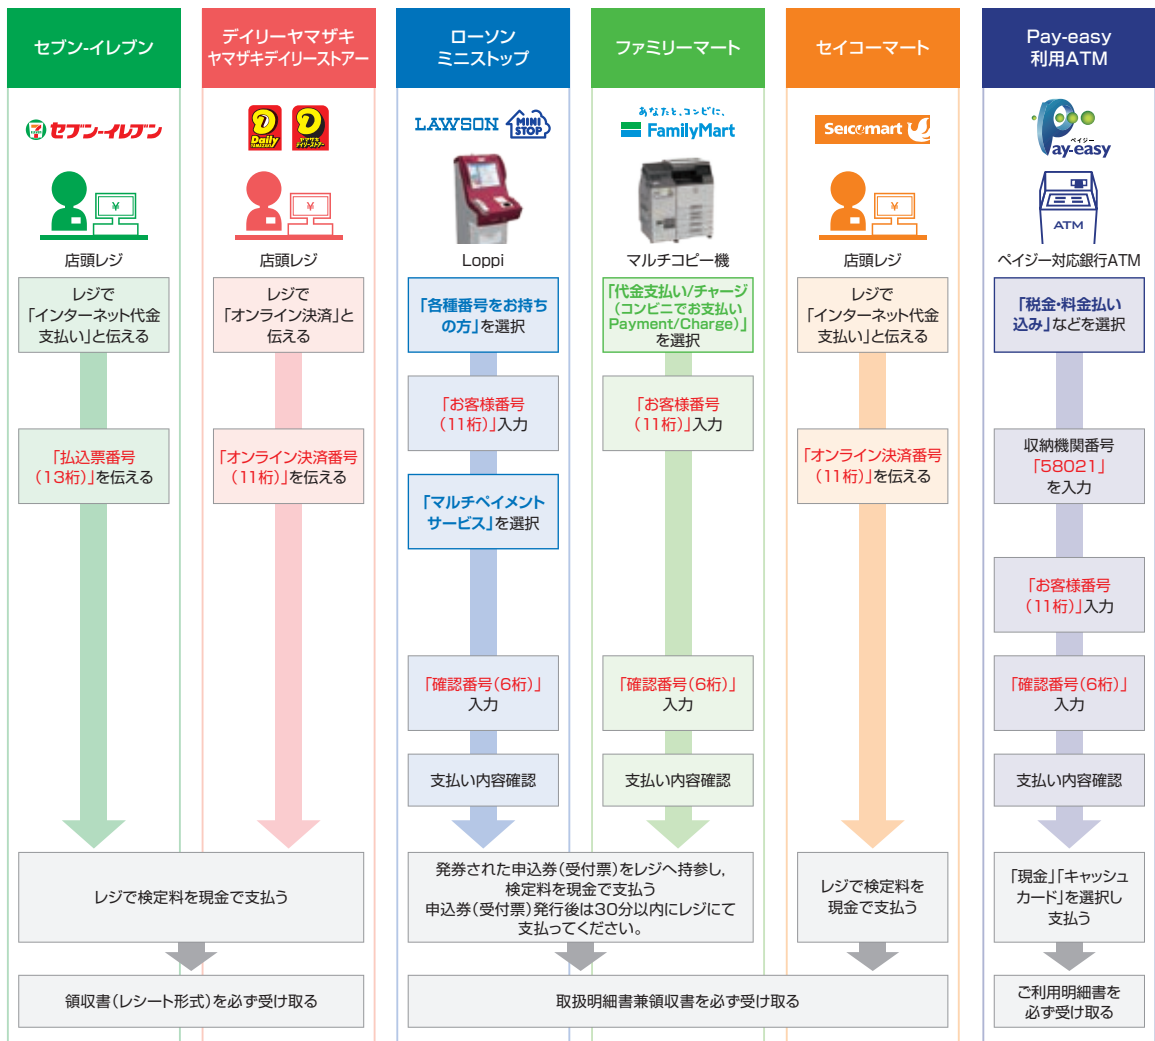 セブン-イレブン
セブン-イレブン
¥
店頭レジ
レジで
「インターネット代金
支払い」と伝える
「払込票番号
(13桁)」を伝える
デイリーヤマザキ
ヤマザキデイリーストアー
Daily
¥
店頭レジ
レジで
「オンライン決済」と
伝える
「オンライン決済番号
(11桁)」を伝える
レジで検定料を現金で支払う
領収書(レシート形式)を必ず受け取る
ローソン
ミニストップ
LAWSON
MINI
STOP
Loppi
「各種番号をお持ち
の方」を選択
「お客様番号
(11桁)」入力
「マルチペイメント
サービス」を選択
「確認番号(6桁)」
入力
支払い内容確認
ファミリーマート
あなたと、コンビに、
FamilyMart
マルチコピー機
「代金支払い/チャージ
(コンビニでお支払い
Payment/Charge)」
を選択
「お客様番号
(11桁)」入力
「確認番号(6桁)」
入力
支払い内容確認
発券された申込券(受付票)をレジへ持参し,
検定料を現金で支払う
申込券(受付票)発行後は30分以内にレジにて
支払ってください。
セイコーマート
Seicomart
¥
店頭レジ
レジで
「インターネット代金
支払い」と伝える
「オンライン決済番号
(11桁)」を伝える
レジで検定料を
現金で支払う
取扱明細書兼領収書を必ず受け取る
Pay-easy
利用ATM
ペイジー
Pay-easy
ATM
ペイジー対応銀行ATM
「税金・料金払い
込み」などを選択
収納機関番号
「58021」
を入力
「お客様番号
(11桁)」入力
「確認番号(6桁)」
入力
支払い内容確認
「現金」「キャッシュ
カード」を選択し
支払う
ご利用明細書を
必ず受け取る